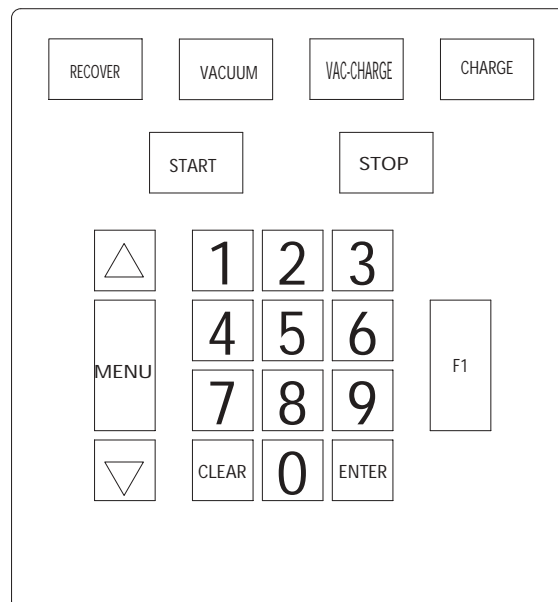 RECOVER VACUUM VAC-CHARGE CHARGE
START STOP
1 2 3
4 5 6
MENU F1
7 8 9
CLEAR 0 ENTER